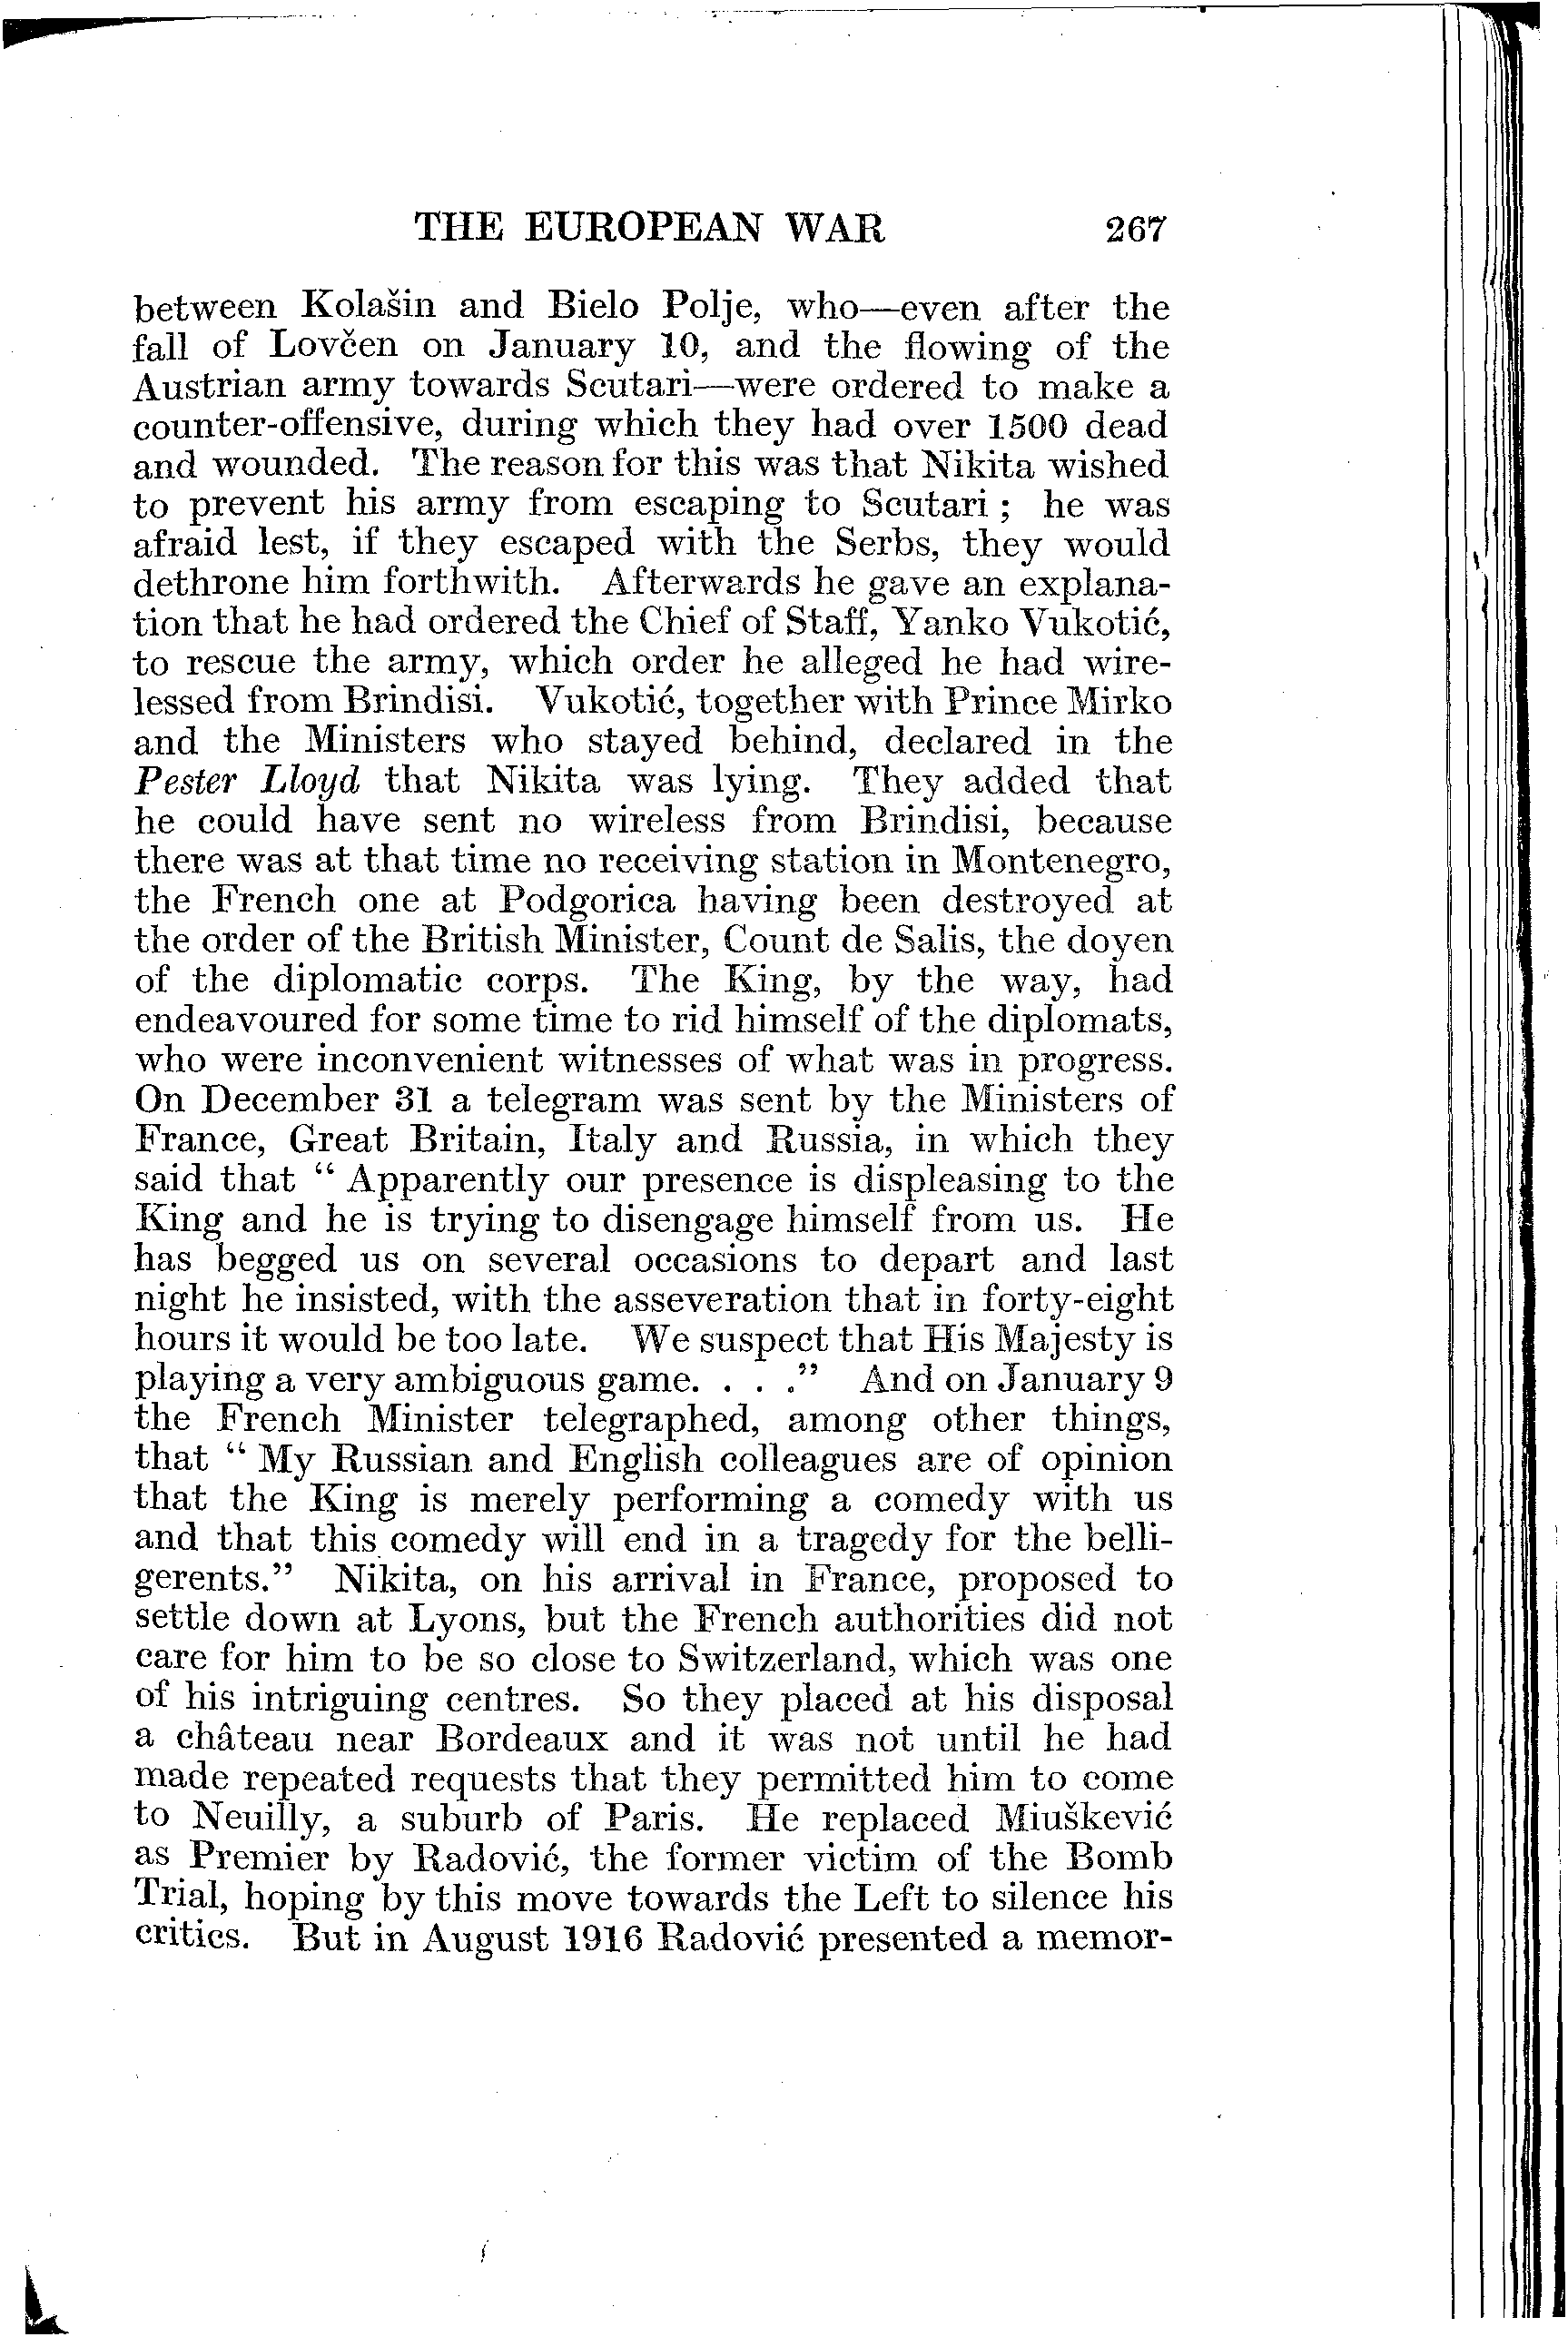 THE EUROPEAN WAR 267
between Kolašin and Bielo Polje, who—even after the
fall of Lovčen on January 10, and the flowing of the
Austrian army towards Scutari—were ordered to make a
counter-offensive, during which they had over 1500 dead
and wounded. The reason for this was that Nikita wished
to prevent his army from escaping to Scutari ; he was
afraid lest, if they escaped with the Serbs, they would
dethrone him forthwith. Afterwards he gave an explana-
tion that he had ordered the Chief of Staff, Yanko Vukotić,
to rescue the army, which order he alleged he had wire-
lessed from Brindisi. Vukotić, together with Prince Mirko
and the Ministers who stayed behind, declared in the
Pester Lloyd that Nikita was lying. They added that
he could have sent no wireless from Brindisi, because
there was at that time no receiving station in Montenegro,
the French one at Podgorica having been destroyed at
the order of the British Minister, Count de Salis, the doyen
of the diplomatic corps. The King, by the way, had
endeavoured for some time to rid himself of the diplomats,
who were inconvenient witnesses of what was in progress.
On December 31 a telegram was sent by the Ministers of
France, Great Britain, Italy and Russia, in which they
said that “ Apparently our presence is displeasing to the
King and he is trying to disengage himself from us. He
has begged us on several occasions to depart and last
night he insisted, with the asseveration that in forty-eight
hours it would be too late. We suspect that His Majesty is
playing a very ambiguous game. . . .” And on January 9
the French Minister telegraphed, among other things,
that “ My Russian and English colleagues are of opinion
that the King is merely performing a comedy with us
and that this comedy will end in a tragedy for the belli-
gerents.” Nikita, on his arrival in France, proposed to
settle down at Lyons, but the French authorities did not
care for him to be so close to Switzerland, which was one
of his intriguing centres. So they placed at his disposal
a château near Bordeaux and it was not until he had
made repeated requests that they permitted him to come
to Neuilly, a suburb of Paris. He replaced Miuškević
as Premier by Radović, the former victim of the Bomb
Trial, hoping by this move towards the Left to silence his
critics. But in August 1916 Radović presented a memor-